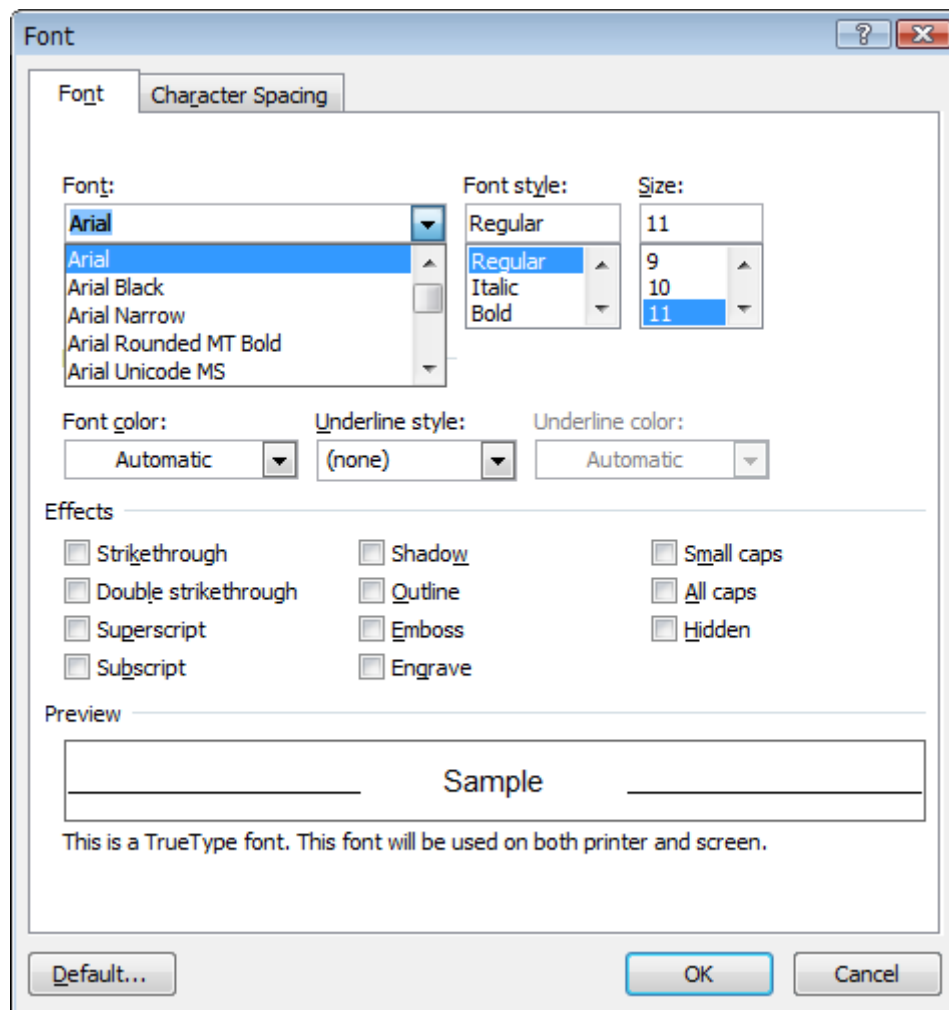 Font
Font Character Spacing
Font: Font style: Size:
Arial Regular 11
Arial Regular 9
Arial Black Italic 10
Arial Narrow Bold 11
Arial Rounded MT Bold
Arial Unicode MS
Font color: Underline style: Underline color:
Automatic (none) Automatic
Effects
Strikethrough Shadow Small caps
Double strikethrough Outline All caps
Superscript Emboss Hidden
Subscript Engrave
Preview
Sample
This is a TrueType font. This font will be used on both printer and screen.
Default... OK Cancel